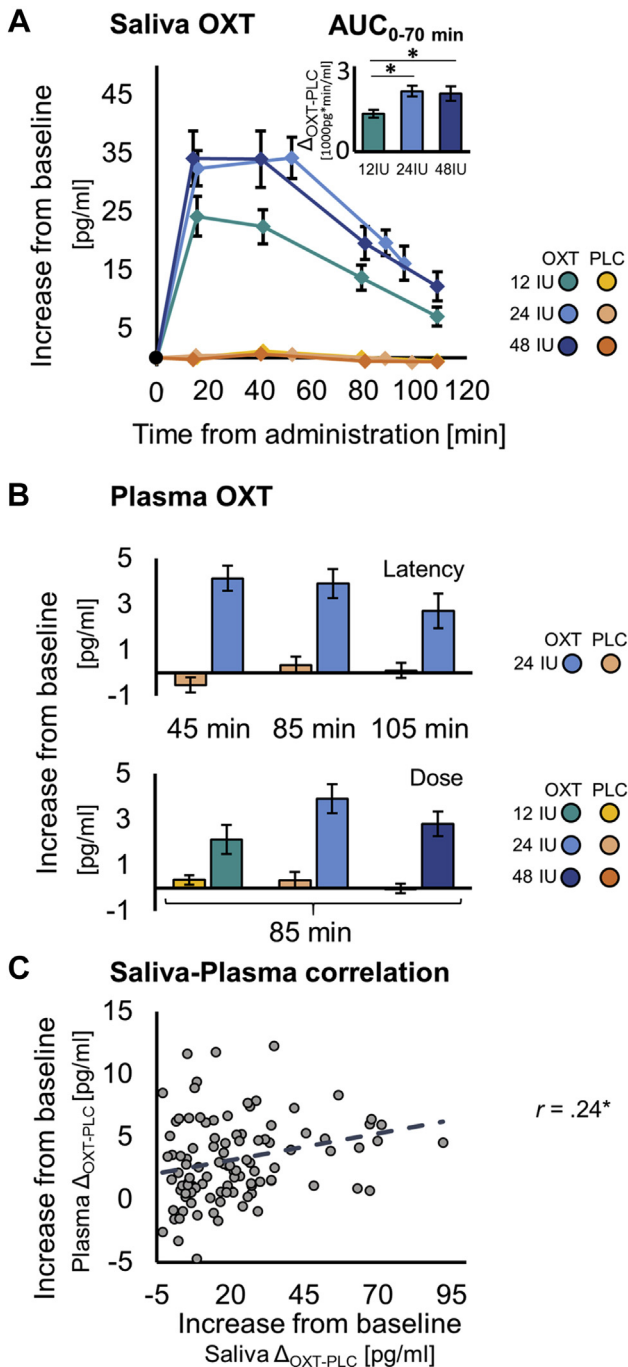 A Saliva OXT AUC0-70 min
Increase from baseline
[pg/ml]
45
35
25
15
5
0 20 40 60 80 100 120
Time from administration [min]
ΔOXT-PLC
[1000pg*min/ml]
3
0
*
*
12IU 24IU 48IU
OXT PLC
12 IU
24 IU
48 IU
B Plasma OXT
Increase from baseline
[pg/ml]
5
3
1
-1
Latency
45 min 85 min 105 min
OXT PLC
24 IU
[pg/ml]
5
3
1
-1
Dose
85 min
OXT PLC
12 IU
24 IU
48 IU
C Saliva-Plasma correlation
Increase from baseline
Plasma ΔOXT-PLC [pg/ml]
15
10
5
0
-5
-5 20 45 70 95
r = .24*
Increase from baseline
Saliva ΔOXT-PLC [pg/ml]